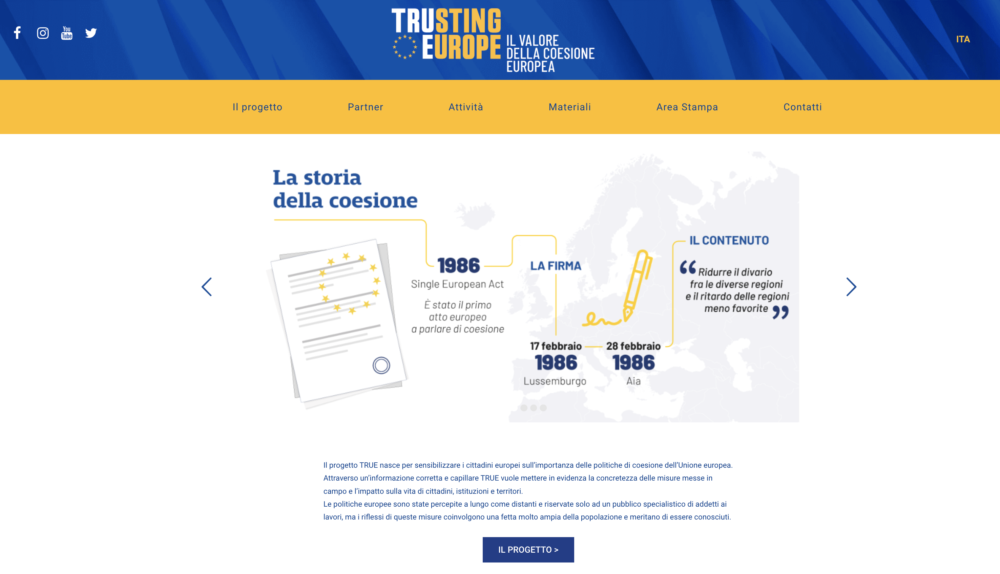 You
Tube
TRUSTING
EUROPE
IL VALORE
DELLA COESIONE
EUROPEA
ITA
Il progetto
Partner
Attività
Materiali
Area Stampa
Contatti
La storia
della coesione
1986
Single European Act
È stato il primo
atto europeo
a parlare di coesione
LA FIRMA
17 febbraio
1986
Lussemburgo
28 febbraio
1986
Aia
IL CONTENUTO
“ Ridurre il divario
fra le diverse regioni
e il ritardo delle regioni
meno favorite ”
Il progetto TRUE nasce per sensibilizzare i cittadini europei sull’importanza delle politiche di coesione dell’Unione europea.
Attraverso un’informazione corretta e capillare TRUE vuole mettere in evidenza la concretezza delle misure messe in
campo e l’impatto sulla vita di cittadini, istituzioni e territori.
Le politiche europee sono state percepite a lungo come distanti e riservate solo ad un pubblico specialistico di addetti ai
lavori, ma i riflessi di queste misure coinvolgono una fetta molto ampia della popolazione e meritano di essere conosciuti.
IL PROGETTO >